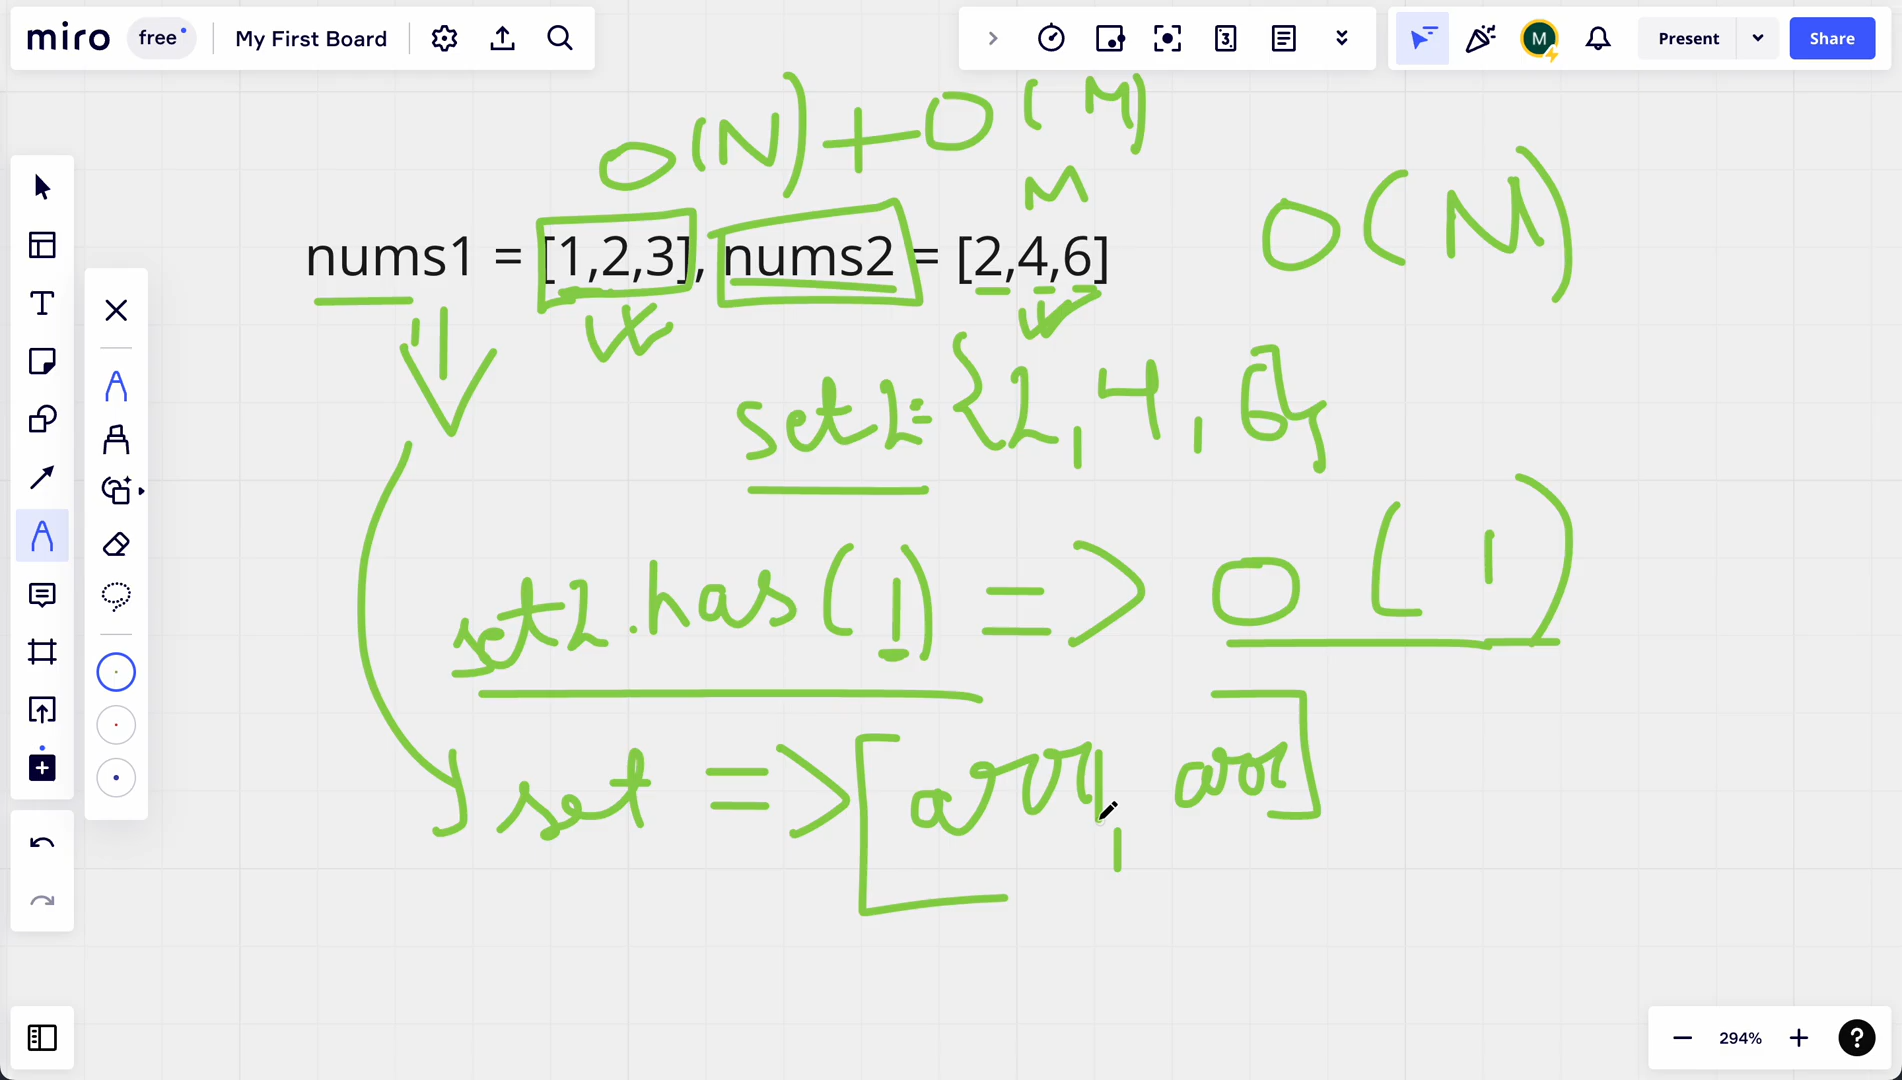 miro free My First Board Present Share
M
O(N)+O(M)
M
O(N)
nums1 = [1,2,3], nums2 = [2,4,6]
set2={2,4,6}
set2.has(1) => O(1)
set => [arr1, arr]
294%